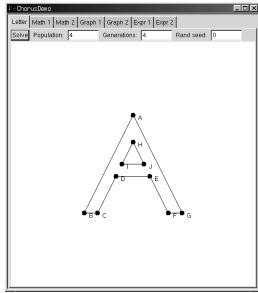 ChorusDemo
Letter Math 1 Math 2 Graph 1 Graph 2 Expr 1 Expr 2
Solve Population: 4 Generations: 4 Rand seed: 0
A
H
I J
D E
B C F G